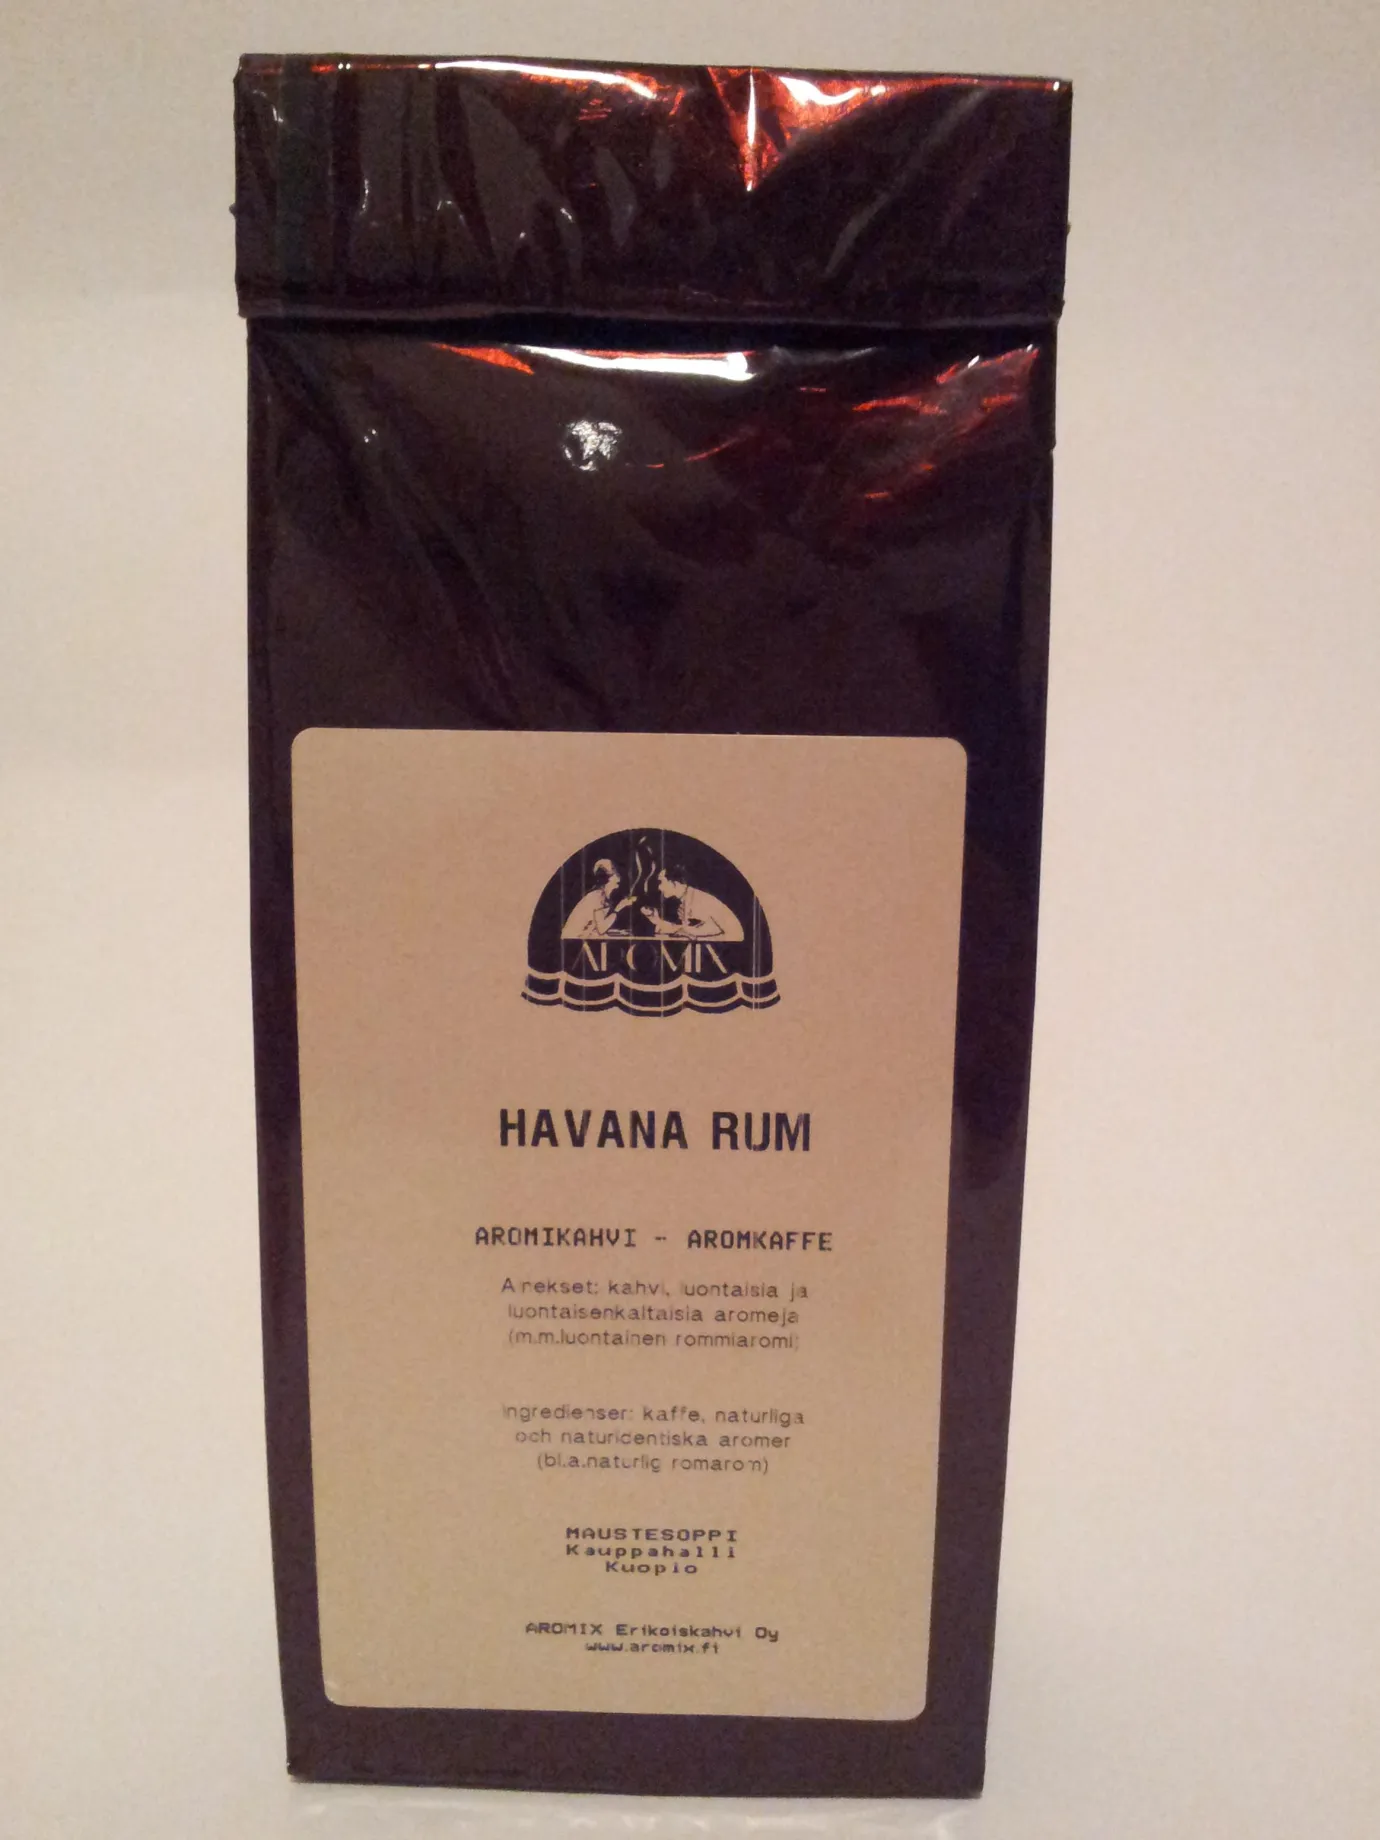 AROMIX
HAVANA RUM
AROMIKAHVI - AROMKAFFE
Ainekset: kahvi, luontaisia ja
luontaisenkaltaisia aromeja
(m.m.luontainen rommiaromi)
Ingredienser: kaffe, naturliga
och naturidentiska aromer
(bl.a.naturlig romarom)
MAUSTESOPPI
Kauppahalli
Kuopio
AROMIX Erikoiskahvi Oy
www.aromix.fi